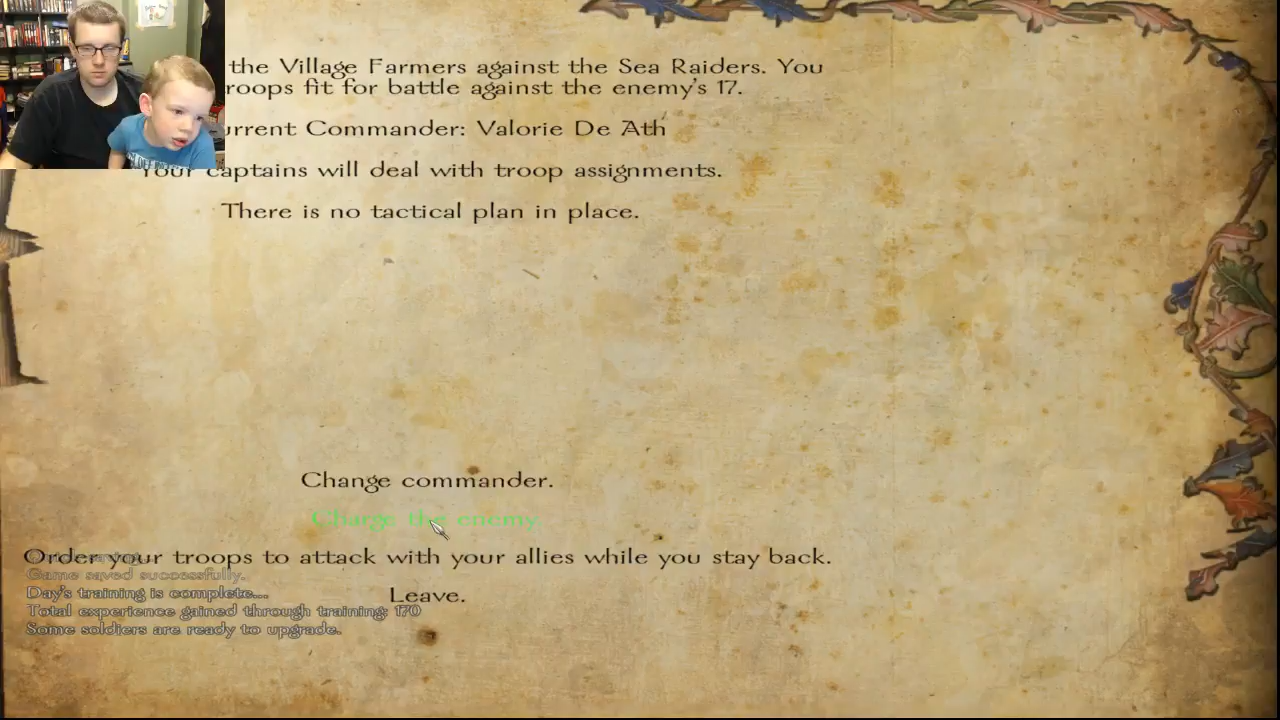 the Village Farmers against the Sea Raiders. You
roops fit for battle against the enemy's 17.
urrent Commander: Valorie De Ath
Your captains will deal with troop assignments.
There is no tactical plan in place.
Change commander.
Charge the enemy.
Order your troops to attack with your allies while you stay back.
Leave.
Game saved successfully.
Day's training is complete...
Total experience gained through training: 170
Some soldiers are ready to upgrade.